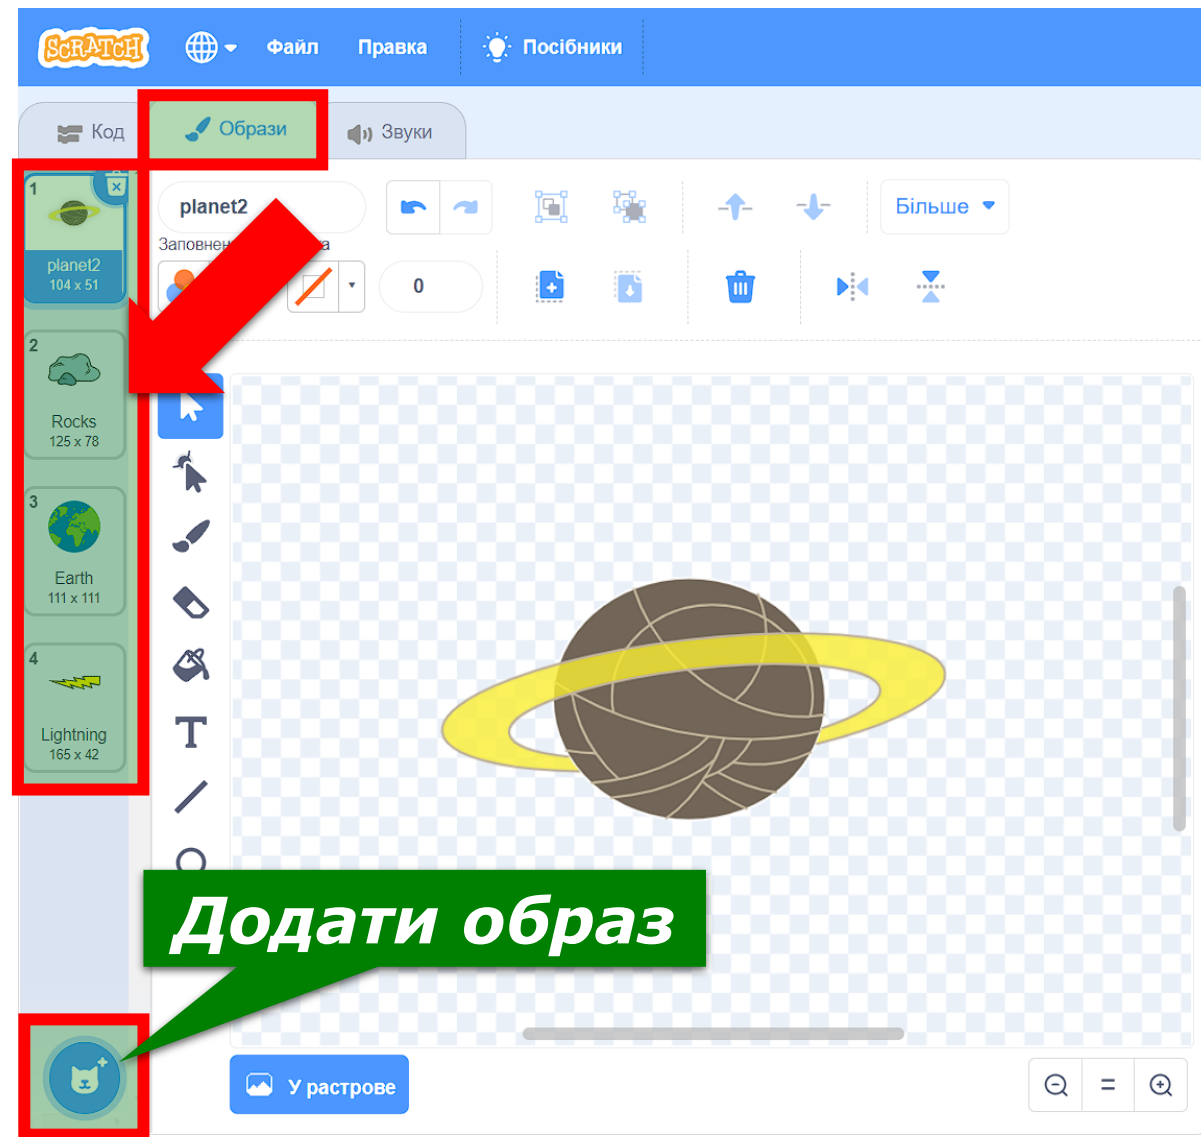 SCRATCH
Файл Правка Посібники
Код Образи Звуки
1
planet2
104 x 51
2
Rocks
125 x 78
3
Earth
111 x 111
4
Lightning
165 x 42
planet2
Більше
0
T
Додати образ
У растрове